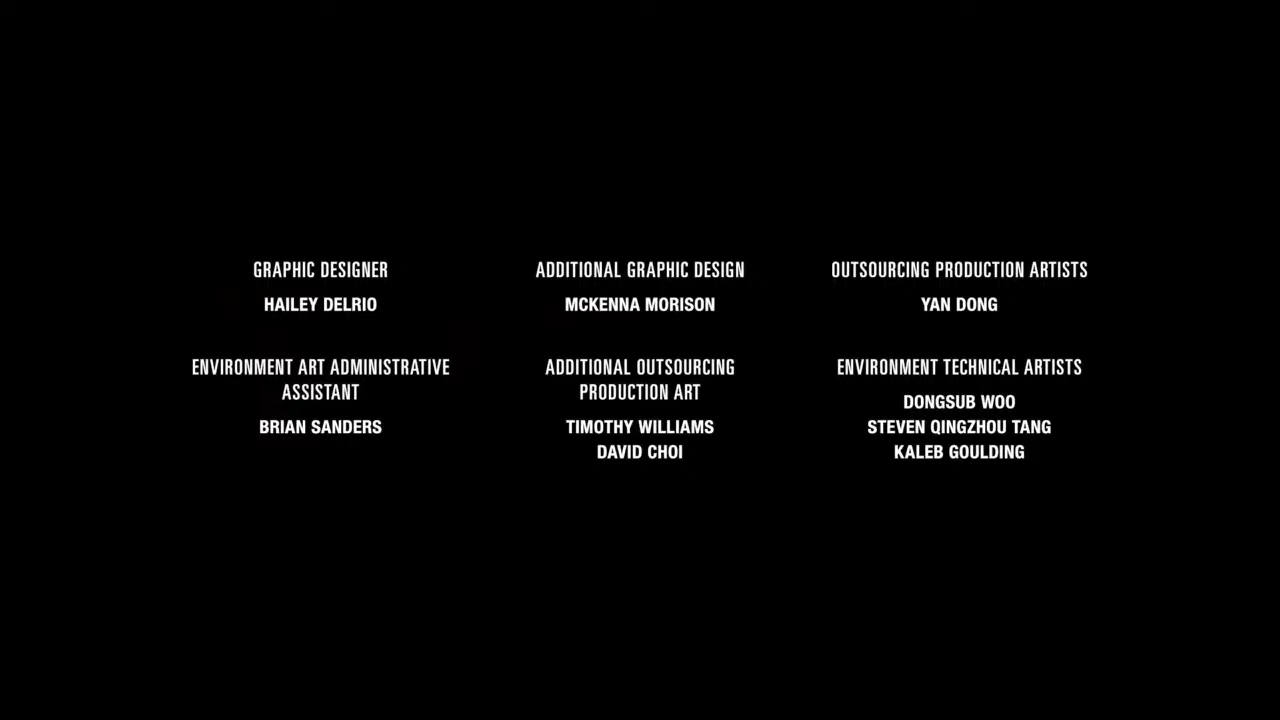 GRAPHIC DESIGNER
HAILEY DELRIO
ADDITIONAL GRAPHIC DESIGN
MCKENNA MORISON
OUTSOURCING PRODUCTION ARTISTS
YAN DONG
ENVIRONMENT ART ADMINISTRATIVE
ASSISTANT
BRIAN SANDERS
ADDITIONAL OUTSOURCING
PRODUCTION ART
TIMOTHY WILLIAMS
DAVID CHOI
ENVIRONMENT TECHNICAL ARTISTS
DONGSUB WOO
STEVEN QINGZHOU TANG
KALEB GOULDING